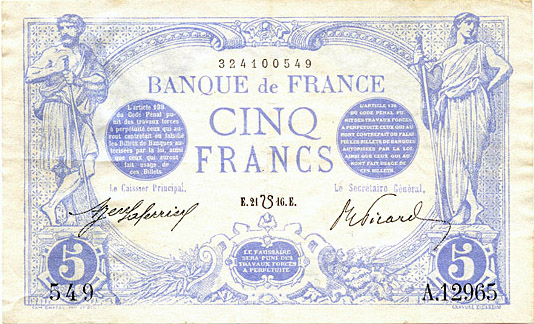 324100549
BANQUE de FRANCE
L'article 139
du Code Pénal pu-
nit des travaux forcés
à perpétuité ceux qui au-
ront contrefait ou falsifié
les Billets de Banques au-
torisées par la loi, ainsi
que ceux qui auront
fait usage de
ces Billets.
CINQ
FRANCS
L'ARTICLE 139
DU CODE PÉNAL PU-
NIT DES TRAVAUX FORCÉS
A PERPÉTUITÉ CEUX QUI AU-
RONT CONTREFAIT OU FALSI-
FIÉ LES BILLETS DE BANQUES
AUTORISÉES PAR LA LOI,
AINSI QUE CEUX QUI AU-
RONT FAIT USAGE DE
CES BILLETS.
Le Caissier Principal,
Le Secrétaire Général,
E.21 16.E.
Picard
LE FAUSSAIRE
SERA PUNI DES
TRAVAUX FORCÉS
A PERPÉTUITÉ
5
5
549
A.12965